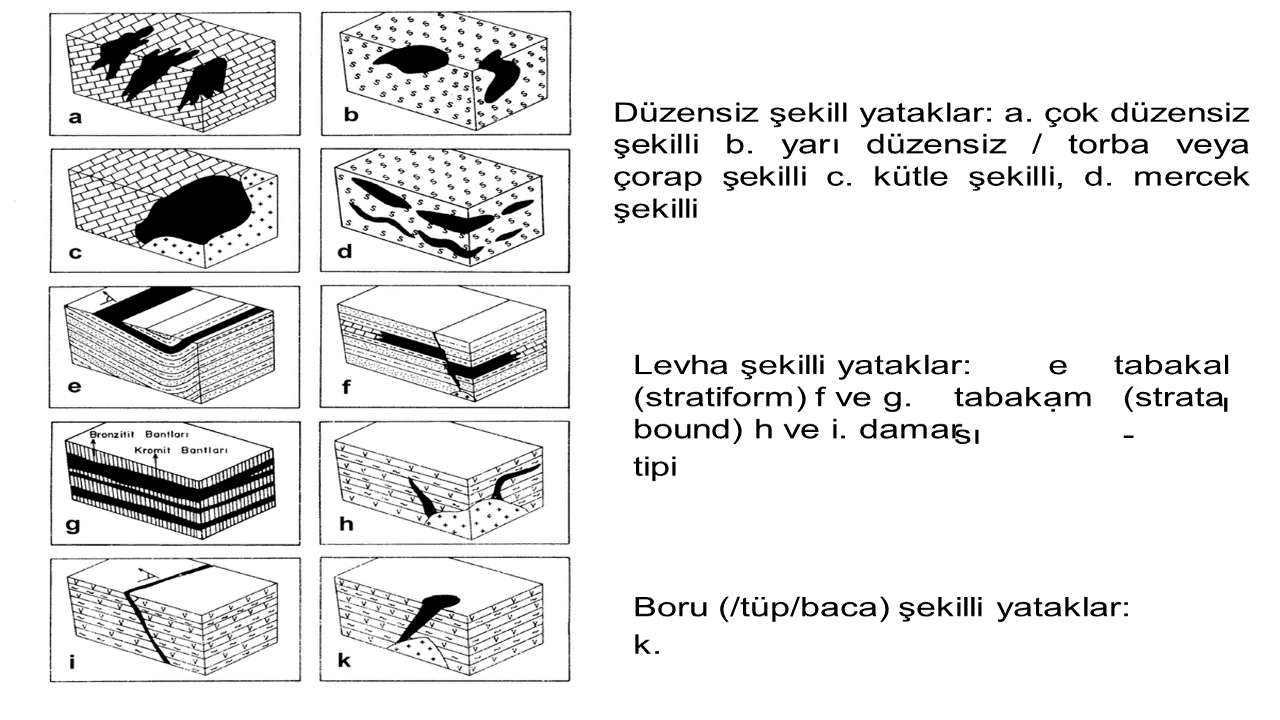 a
b
Düzensiz şekill yataklar: a. çok düzensiz
şekilli b. yarı düzensiz / torba veya
çorap şekilli c. kütle şekilli, d. mercek
şekilli
c
d
e
f
Levha şekilli yataklar: e tabakal
(stratiform) f ve g. tabakamsı (strata-
bound) h ve i. damar
tipi
Bronzitit Bantları
Kromit Bantları
g
h
i
k
Boru (/tüp/baca) şekilli yataklar:
k.